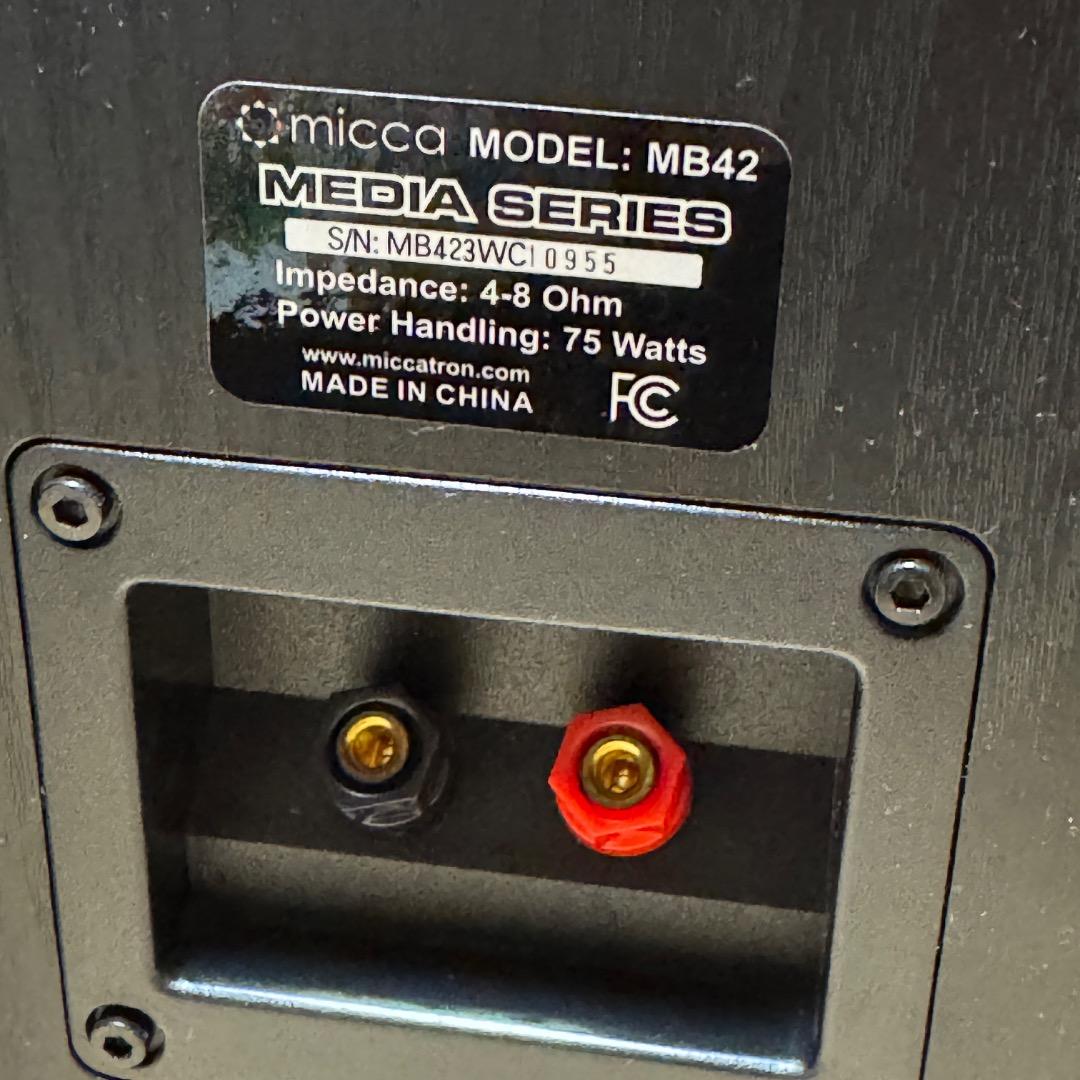 micca MODEL: MB42
MEDIA SERIES
S/N: MB423WCI0955
Impedance: 4-8 Ohm
Power Handling: 75 Watts
www.miccatron.com
MADE IN CHINA FC